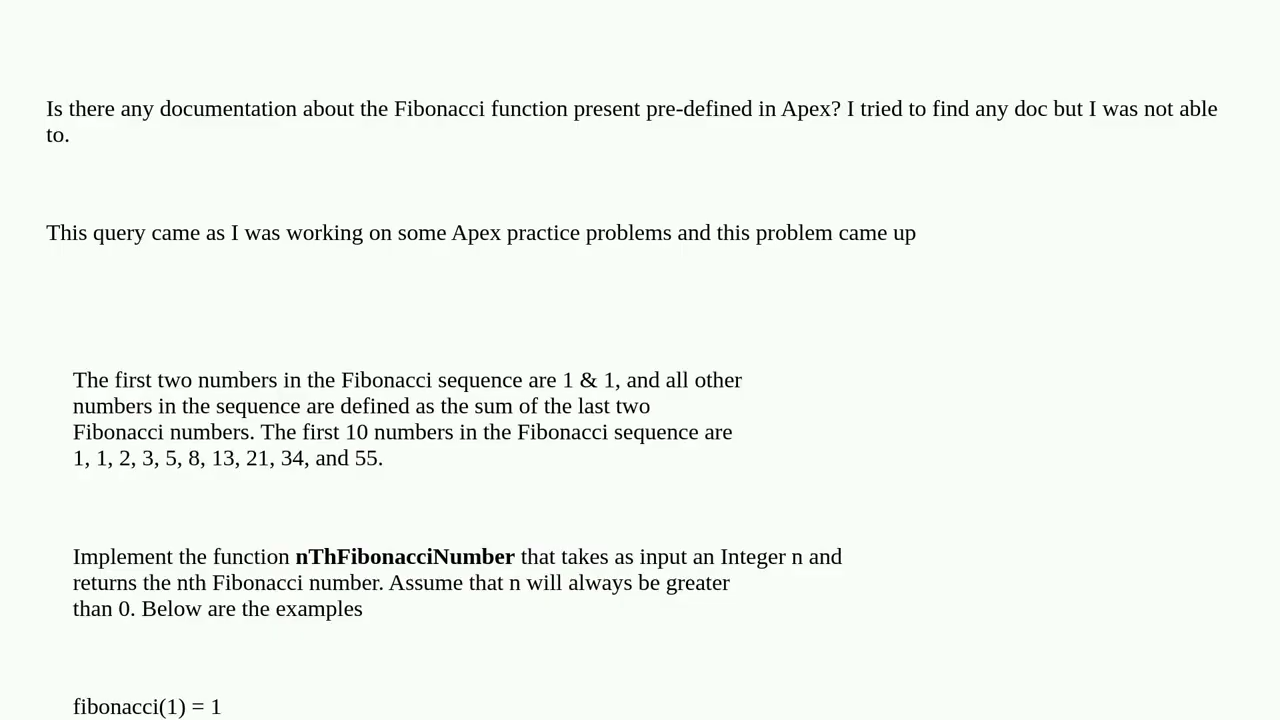 Is there any documentation about the Fibonacci function present pre-defined in Apex? I tried to find any doc but I was not able
to.
This query came as I was working on some Apex practice problems and this problem came up
The first two numbers in the Fibonacci sequence are 1 & 1, and all other
numbers in the sequence are defined as the sum of the last two
Fibonacci numbers. The first 10 numbers in the Fibonacci sequence are
1, 1, 2, 3, 5, 8, 13, 21, 34, and 55.
Implement the function nThFibonacciNumber that takes as input an Integer n and
returns the nth Fibonacci number. Assume that n will always be greater
than 0. Below are the examples
fibonacci(1) = 1